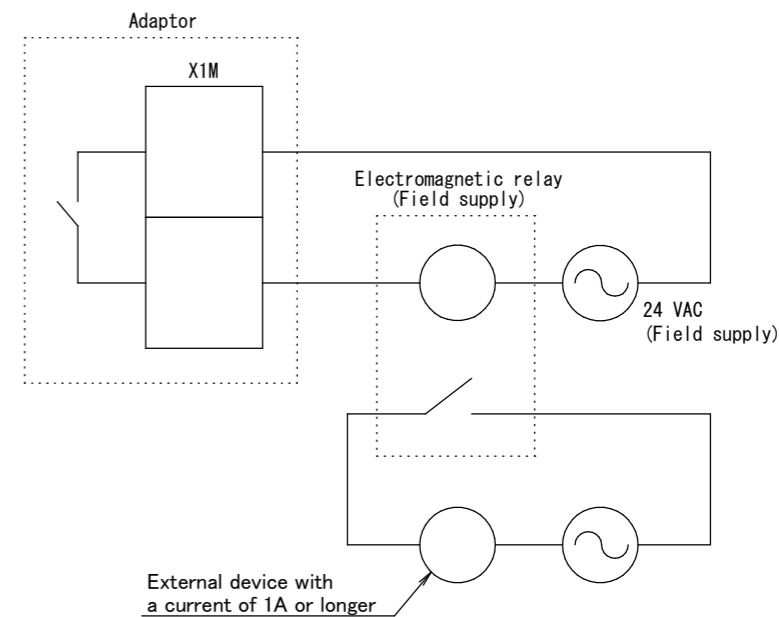 Adaptor
X1M
Electromagnetic relay
(Field supply)
24 VAC
(Field supply)
External device with
a current of 1A or longer